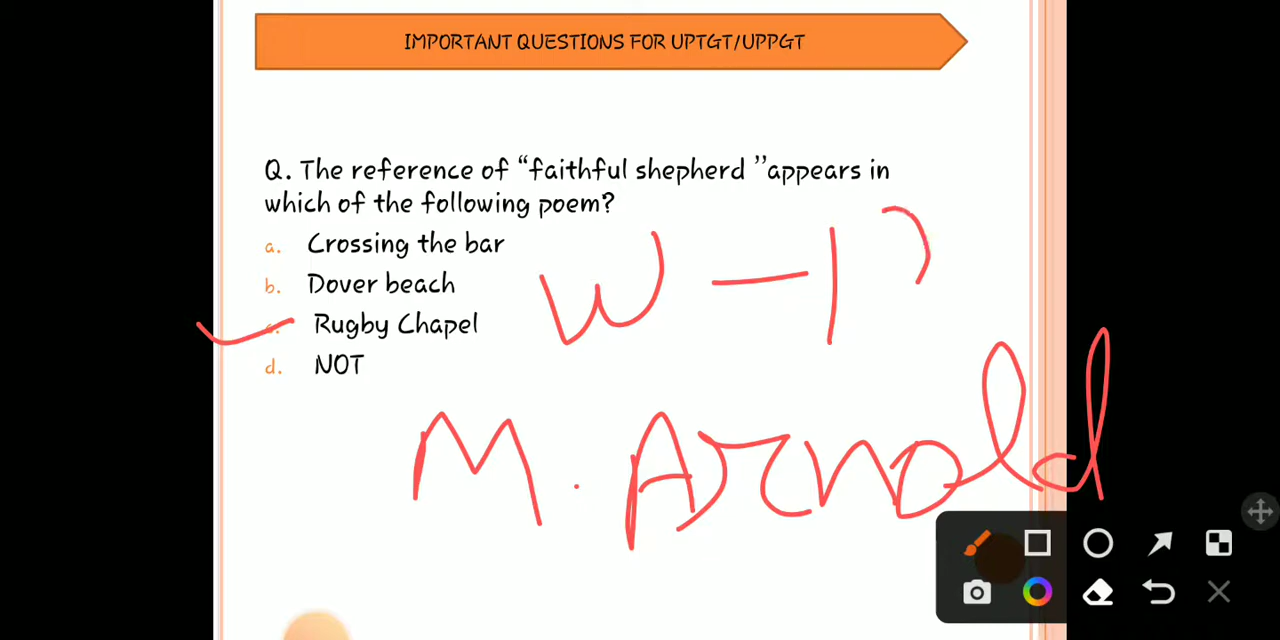 IMPORTANT QUESTIONS FOR UPTGT/UPPGT
Q. The reference of “faithful shepherd ”appears in
which of the following poem?
a. Crossing the bar
b. Dover beach
c. Rugby Chapel
d. NOT
M. Arnold